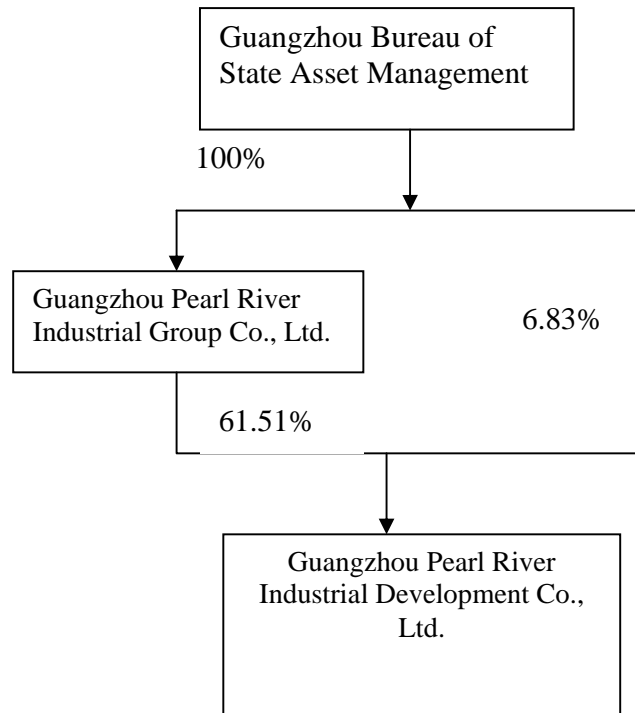 Guangzhou Bureau of
State Asset Management
100%
Guangzhou Pearl River
Industrial Group Co., Ltd.
6.83%
61.51%
Guangzhou Pearl River
Industrial Development Co.,
Ltd.